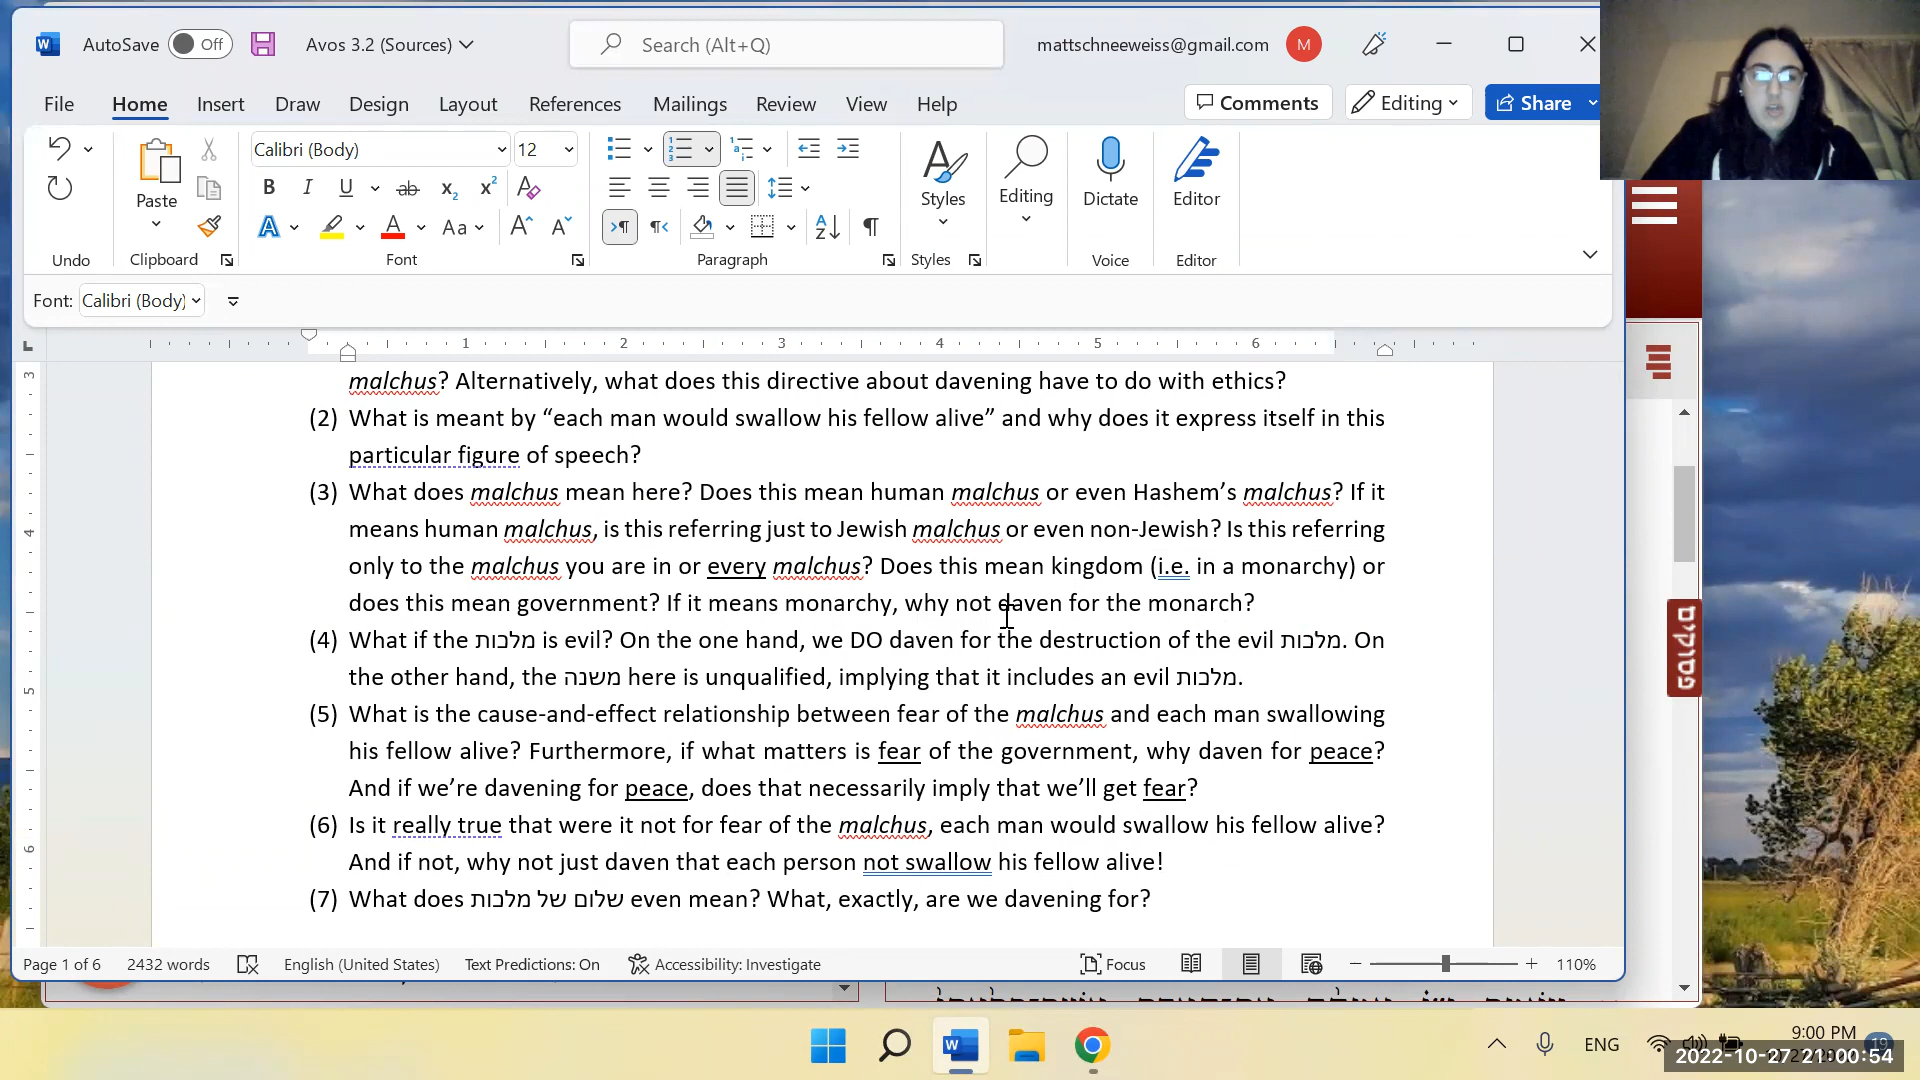 AutoSave Off Avos 3.2 (Sources) Search (Alt+Q) mattschneeweiss@gmail.com M
File Home Insert Draw Design Layout References Mailings Review View Help Comments Editing Share
Calibri (Body) 12
Paste Styles Editing Dictate Editor
Undo Clipboard Font Paragraph Styles Voice Editor
Font: Calibri (Body)
1 2 3 4 5 6
malchus? Alternatively, what does this directive about davening have to do with ethics?
(2) What is meant by “each man would swallow his fellow alive” and why does it express itself in this
particular figure of speech?
(3) What does malchus mean here? Does this mean human malchus or even Hashem’s malchus? If it
means human malchus, is this referring just to Jewish malchus or even non-Jewish? Is this referring
only to the malchus you are in or every malchus? Does this mean kingdom (i.e. in a monarchy) or
does this mean government? If it means monarchy, why not daven for the monarch?
(4) What if the מלכות is evil? On the one hand, we DO daven for the destruction of the evil מלכות. On
the other hand, the משנה here is unqualified, implying that it includes an evil מלכות.
(5) What is the cause-and-effect relationship between fear of the malchus and each man swallowing
his fellow alive? Furthermore, if what matters is fear of the government, why daven for peace?
And if we’re davening for peace, does that necessarily imply that we’ll get fear?
(6) Is it really true that were it not for fear of the malchus, each man would swallow his fellow alive?
And if not, why not just daven that each person not swallow his fellow alive!
(7) What does שלום של מלכות even mean? What, exactly, are we davening for?
Page 1 of 6 2432 words English (United States) Text Predictions: On Accessibility: Investigate Focus 110%
ENG 9:00 PM
2022-10-27 21:00:54